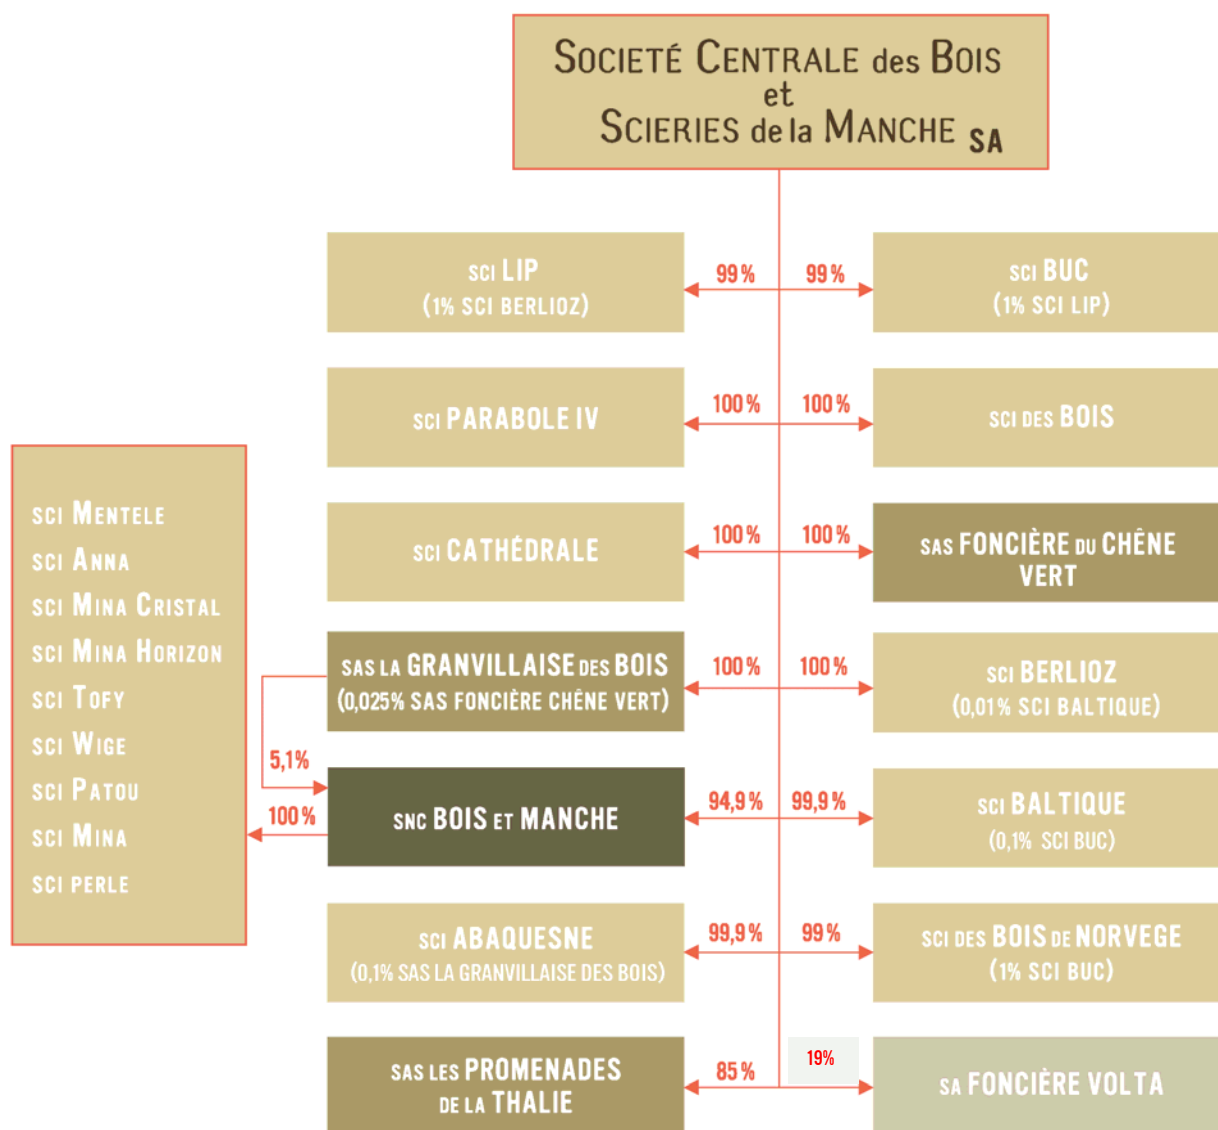 SOCIETÉ CENTRALE des BOIS
et
SCIERIES de la MANCHE SA
SCI LIP
(1% SCI BERLIOZ)
99%
99%
SCI BUC
(1% SCI LIP)
SCI PARABOLE IV
100%
100%
SCI DES BOIS
SCI CATHÉDRALE
100%
100%
SAS FONCIÈRE DU CHÊNE
VERT
SAS LA GRANVILLAISE DES BOIS
(0,025% SAS FONCIÈRE CHÊNE VERT)
100%
100%
SCI BERLIOZ
(0,01% SCI BALTIQUE)
5,1%
100%
SNC BOIS ET MANCHE
94,9%
99,9%
SCI BALTIQUE
(0,1% SCI BUC)
SCI MENTELE
SCI ANNA
SCI MINA CRISTAL
SCI MINA HORIZON
SCI TOFY
SCI WIGE
SCI PATOU
SCI MINA
SCI PERLE
SCI ABAQUESNE
(0,1% SAS LA GRANVILLAISE DES BOIS)
99,9%
99%
SCI DES BOIS DE NORVEGE
(1% SCI BUC)
SAS LES PROMENADES
DE LA THALIE
85%
19%
SA FONCIÈRE VOLTA